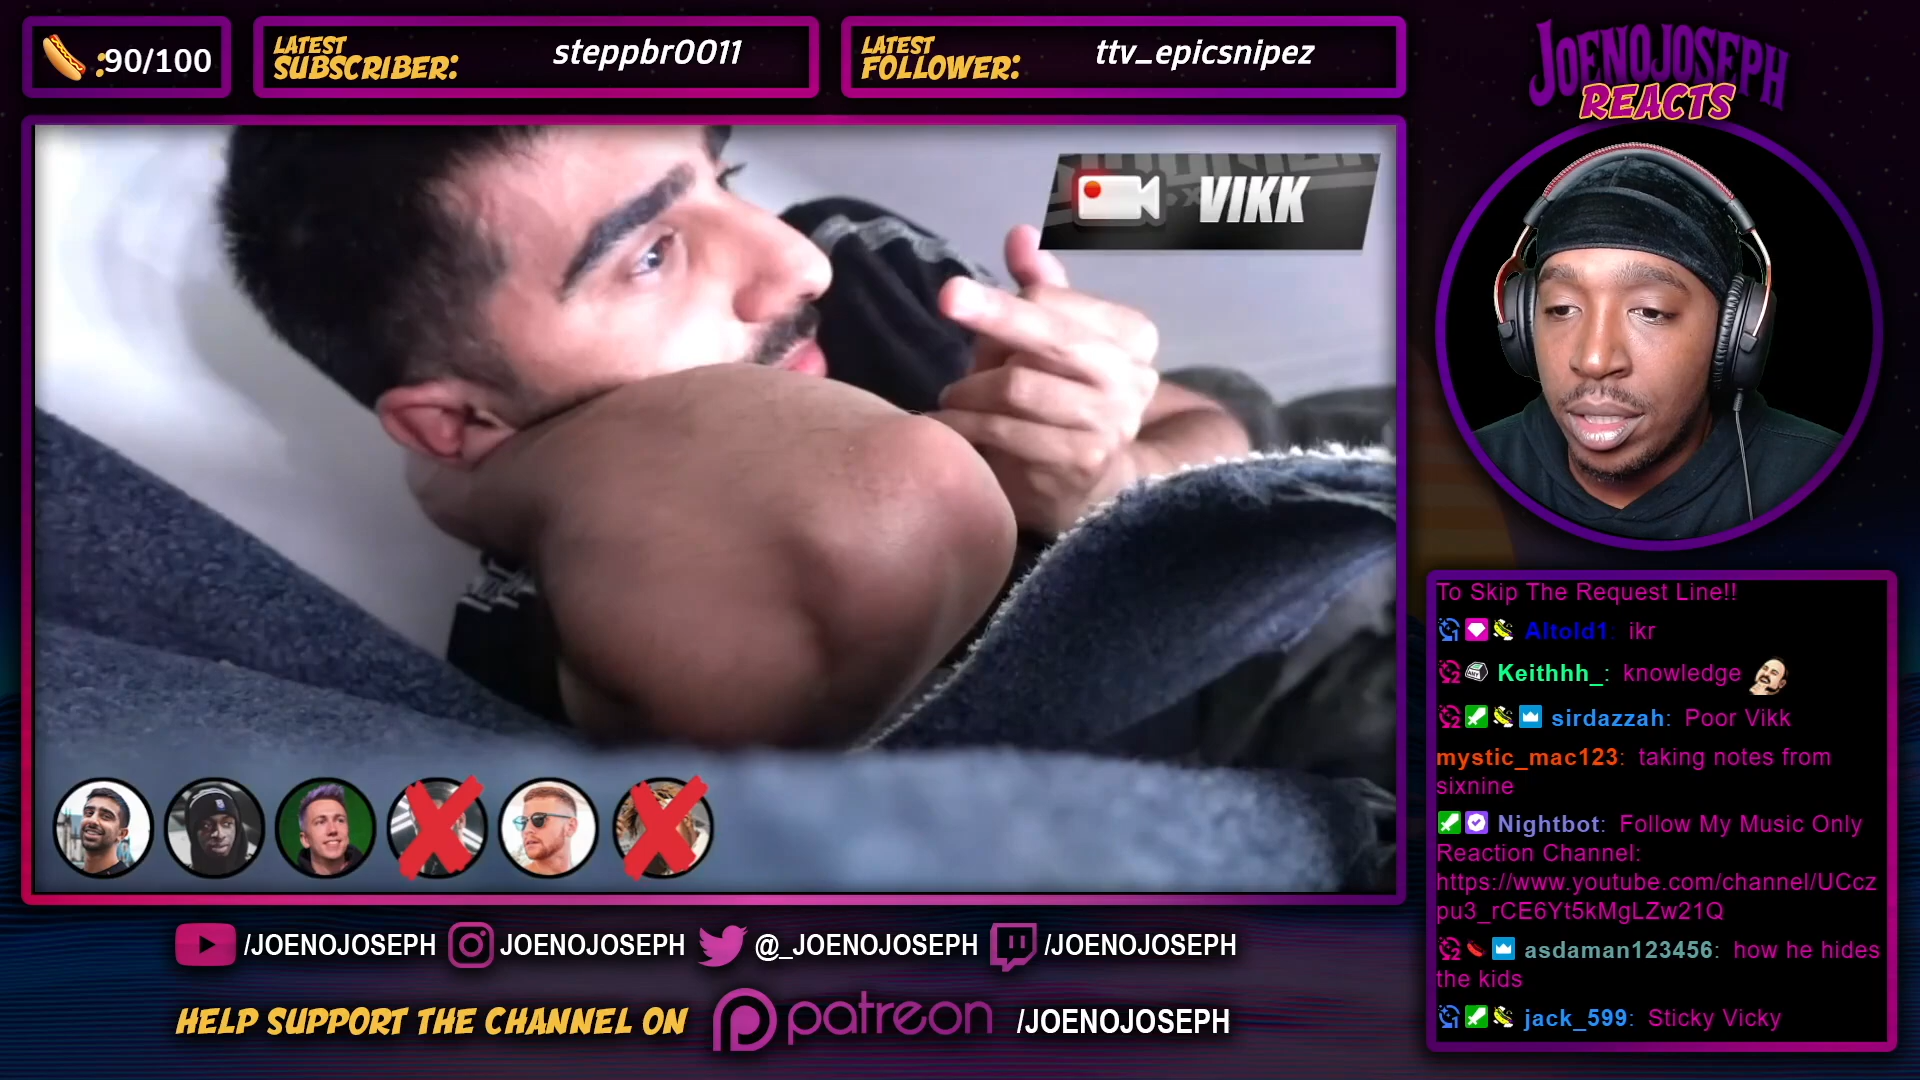 :90/100
LATEST
SUBSCRIBER:
steppbr0011
LATEST
FOLLOWER:
ttv_epicsnipez
JOENOJOSEPH
REACTS
VIKK
To Skip The Request Line!!
Altold1: ikr
Keithhh_: knowledge
sirdazzah: Poor Vikk
mystic_mac123: taking notes from
sixnine
Nightbot: Follow My Music Only
Reaction Channel:
https://www.youtube.com/channel/UCcz
pu3_rCE6Yt5kMgLZw21Q
asdaman123456: how he hides
the kids
jack_599: Sticky Vicky
/JOENOJOSEPH
JOENOJOSEPH
@_JOENOJOSEPH
/JOENOJOSEPH
HELP SUPPORT THE CHANNEL ON
patreon
/JOENOJOSEPH